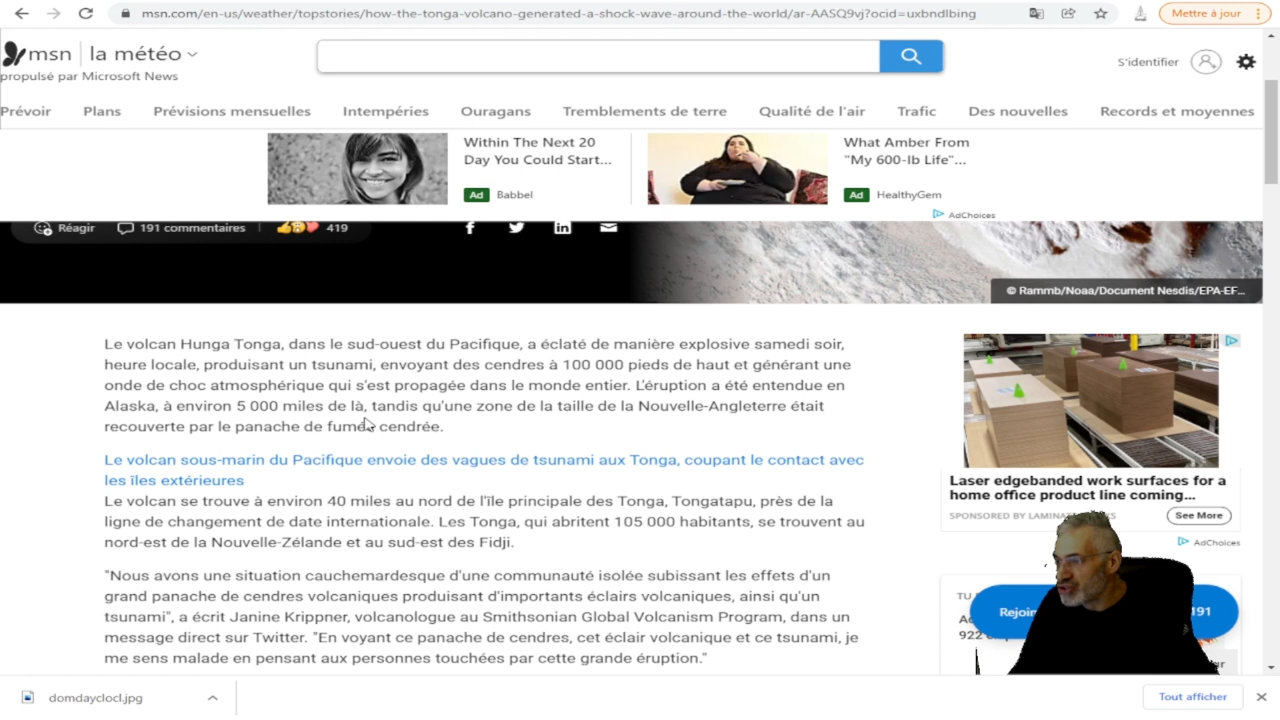 msn.com/en-us/weather/topstories/how-the-tonga-volcano-generated-a-shock-wave-around-the-world/ar-AASQ9vj?ocid=uxbndlbing
Mettre à jour
msn | la météo
propulsé par Microsoft News
S'identifier
Prévoir Plans Prévisions mensuelles Intempéries Ouragans Tremblements de terre Qualité de l'air Trafic Des nouvelles Records et moyennes
Within The Next 20
Day You Could Start...
Ad Babbel
What Amber From
"My 600-lb Life"...
Ad HealthyGem
AdChoices
Réagir 191 commentaires 419
© Rammb/Noaa/Document Nesdis/EPA-EF...
Le volcan Hunga Tonga, dans le sud-ouest du Pacifique, a éclaté de manière explosive samedi soir,
heure locale, produisant un tsunami, envoyant des cendres à 100 000 pieds de haut et générant une
onde de choc atmosphérique qui s'est propagée dans le monde entier. L'éruption a été entendue en
Alaska, à environ 5 000 miles de là, tandis qu'une zone de la taille de la Nouvelle-Angleterre était
recouverte par le panache de fumée cendrée.
Le volcan sous-marin du Pacifique envoie des vagues de tsunami aux Tonga, coupant le contact avec
les îles extérieures
Le volcan se trouve à environ 40 miles au nord de l'île principale des Tonga, Tongatapu, près de la
ligne de changement de date internationale. Les Tonga, qui abritent 105 000 habitants, se trouvent au
nord-est de la Nouvelle-Zélande et au sud-est des Fidji.
"Nous avons une situation cauchemardesque d'une communauté isolée subissant les effets d'un
grand panache de cendres volcaniques produisant d'importants éclairs volcaniques, ainsi qu'un
tsunami", a écrit Janine Krippner, volcanologue au Smithsonian Global Volcanism Program, dans un
message direct sur Twitter. "En voyant ce panache de cendres, cet éclair volcanique et ce tsunami, je
me sens malade en pensant aux personnes touchées par cette grande éruption."
Laser edgebanded work surfaces for a
home office product line coming...
SPONSORED BY
See More
AdChoices
TU
191
922
domdayclocl.jpg
Tout afficher